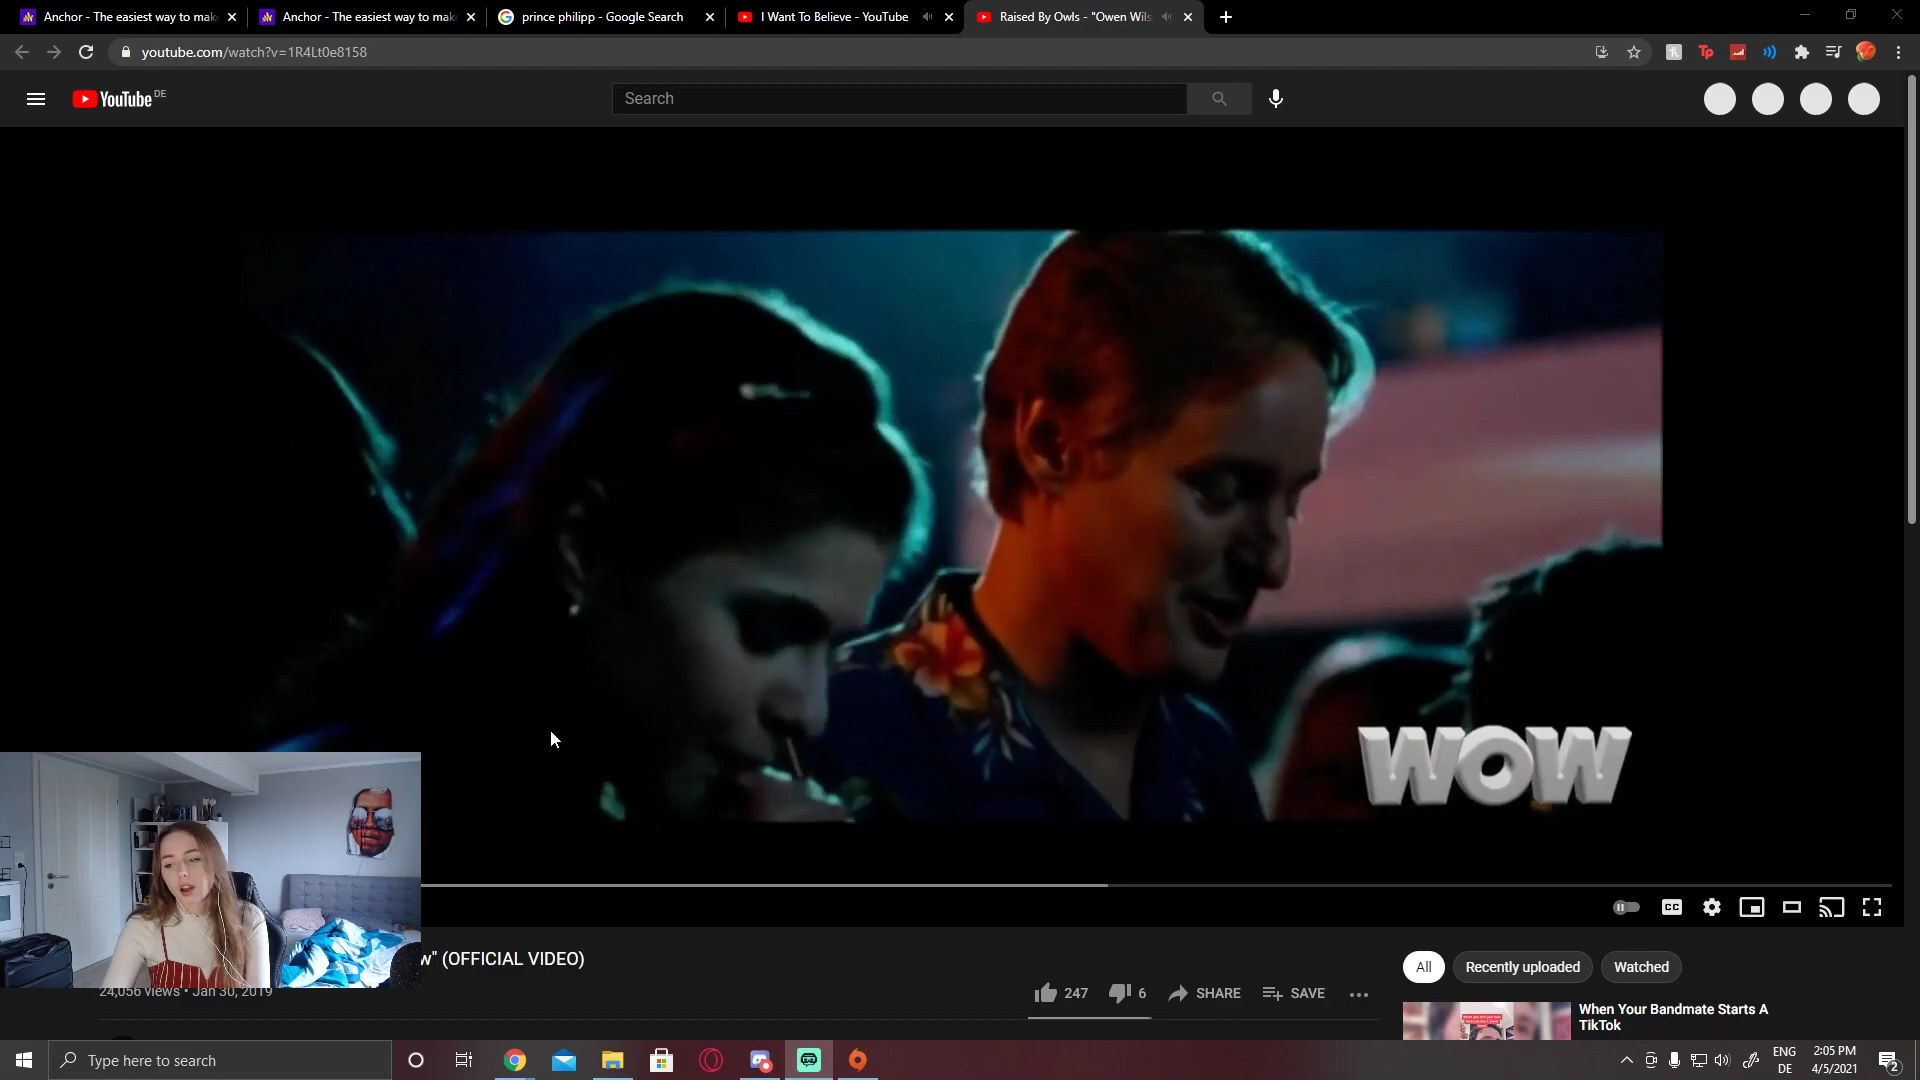 Anchor - The easiest way to mak
Anchor - The easiest way to mak
prince philipp - Google Search
I Want To Believe - YouTube
Raised By Owls - "Owen Wils
youtube.com/watch?v=1R4Lt0e8158
Tp
YouTube DE
Search
WOW
CC
w" (OFFICIAL VIDEO)
24,056 views • Jan 30, 2019
247
6
SHARE
SAVE
All
Recently uploaded
Watched
When Your Bandmate Starts A
TikTok
Type here to search
ENG
DE
2:05 PM
4/5/2021
2